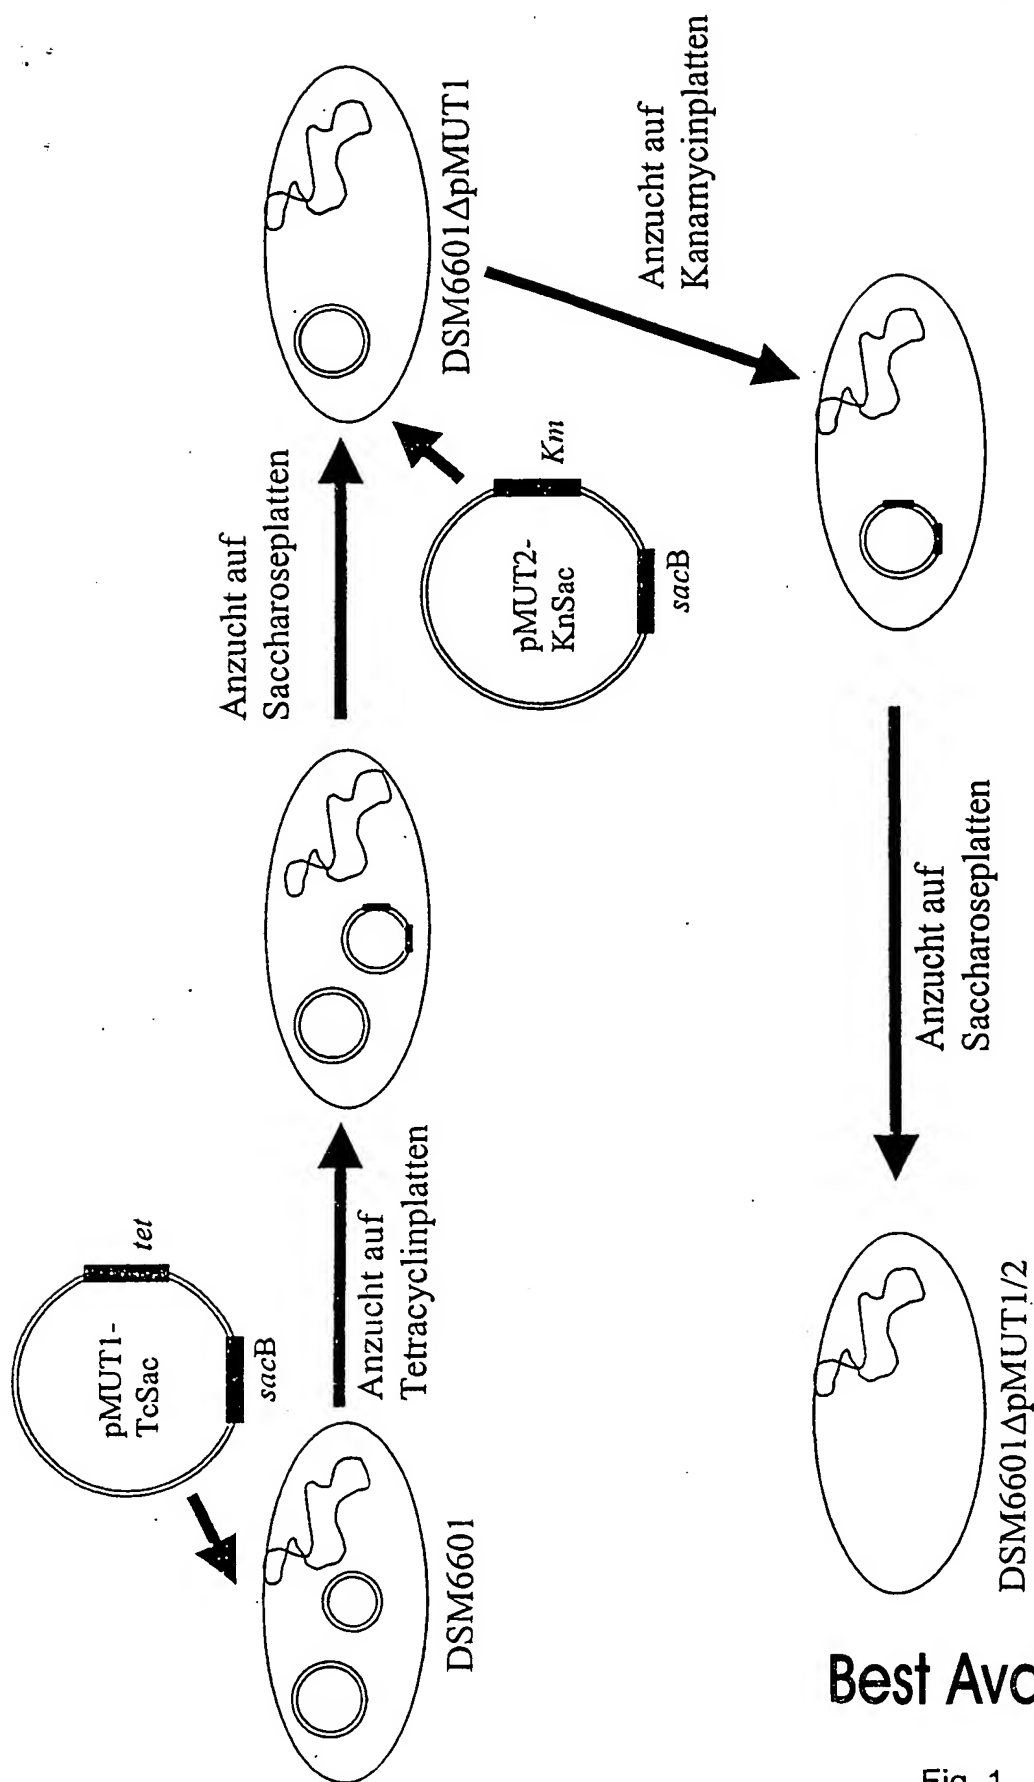 pMUT1-
TcSac
tet
sacB
DSM6601
Anzucht auf
Tetracyclinplatten
Anzucht auf
Saccharoseplatten
pMUT2-
KnSac
Km
sacB
DSM6601ΔpMUT1
Anzucht auf
Kanamycinplatten
Anzucht auf
Saccharoseplatten
DSM6601ΔpMUT1/2
Best
Fig. 1